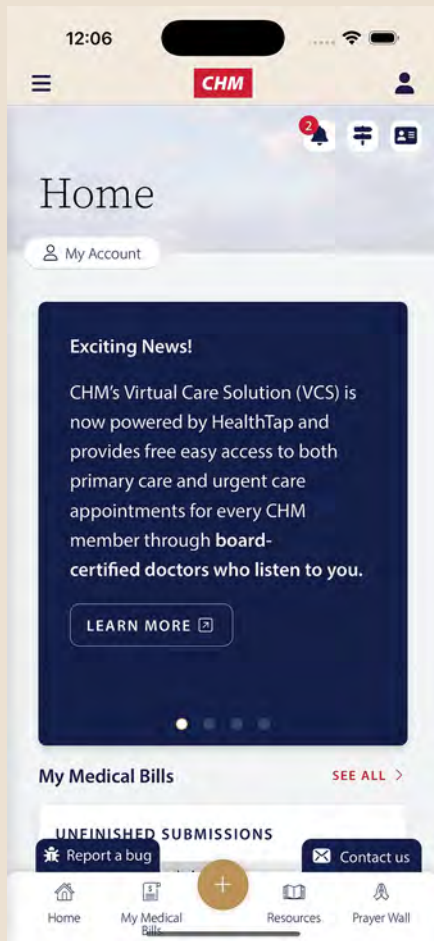 12:06
CHM
2
Home
My Account
Exciting News!
CHM's Virtual Care Solution (VCS) is
now powered by HealthTap and
provides free easy access to both
primary care and urgent care
appointments for every CHM
member through board-
certified doctors who listen to you.
LEARN MORE
My Medical Bills
SEE ALL
UNFINISHED SUBMISSIONS
Report a bug
Contact us
Home
My Medical
Bills
Resources
Prayer Wall